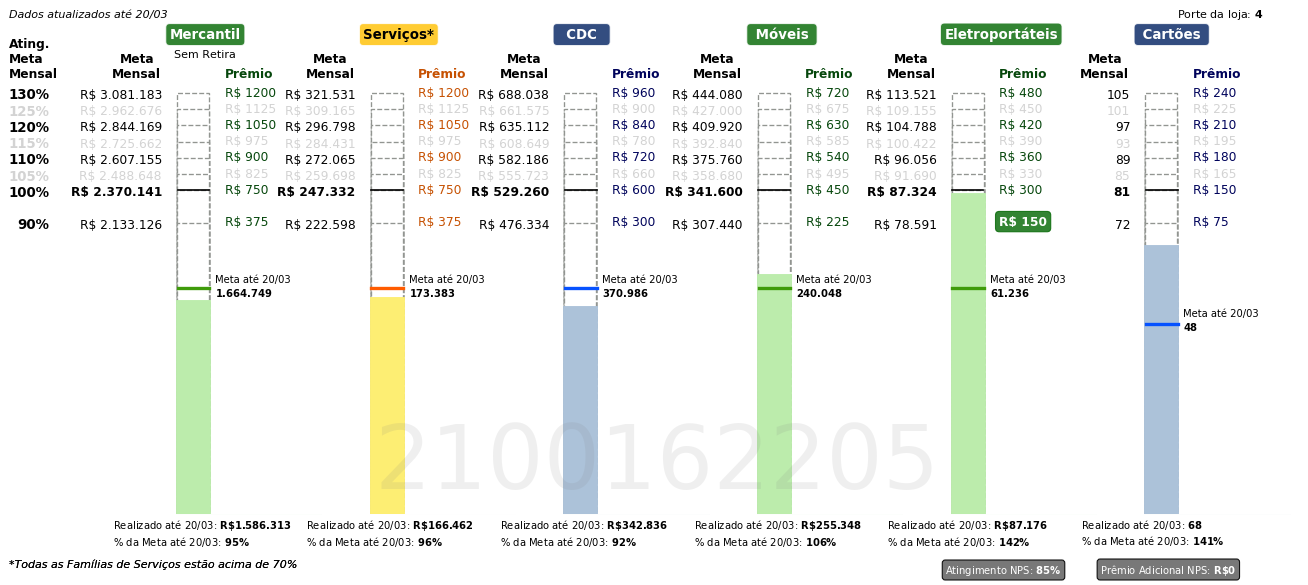 Dados atualizados até 20/03
Porte da loja: 4
Mercantil Serviços* CDC Móveis Eletroportáteis Cartões
Sem Retira
Ating. Meta Mensal
Meta Mensal Prêmio Meta Mensal Prêmio Meta Mensal Prêmio Meta Mensal Prêmio Meta Mensal Prêmio Meta Mensal Prêmio
130% R$ 3.081.183 R$ 1200 R$ 321.531 R$ 1200 R$ 688.038 R$ 960 R$ 444.080 R$ 720 R$ 113.521 R$ 480 105 R$ 240
125% R$ 2.962.676 R$ 1125 R$ 309.165 R$ 1125 R$ 661.575 R$ 900 R$ 427.000 R$ 675 R$ 109.155 R$ 450 101 R$ 225
120% R$ 2.844.169 R$ 1050 R$ 296.798 R$ 1050 R$ 635.112 R$ 840 R$ 409.920 R$ 630 R$ 104.788 R$ 420 97 R$ 210
115% R$ 2.725.662 R$ 975 R$ 284.431 R$ 975 R$ 608.649 R$ 780 R$ 392.840 R$ 585 R$ 100.422 R$ 390 93 R$ 195
110% R$ 2.607.155 R$ 900 R$ 272.065 R$ 900 R$ 582.186 R$ 720 R$ 375.760 R$ 540 R$ 96.056 R$ 360 89 R$ 180
105% R$ 2.488.648 R$ 825 R$ 259.698 R$ 825 R$ 555.723 R$ 660 R$ 358.680 R$ 495 R$ 91.690 R$ 330 85 R$ 165
100% R$ 2.370.141 R$ 750 R$ 247.332 R$ 750 R$ 529.260 R$ 600 R$ 341.600 R$ 450 R$ 87.324 R$ 300 81 R$ 150
90% R$ 2.133.126 R$ 375 R$ 222.598 R$ 375 R$ 476.334 R$ 300 R$ 307.440 R$ 225 R$ 78.591 R$ 150 72 R$ 75
Meta até 20/03 Meta até 20/03 Meta até 20/03 Meta até 20/03 Meta até 20/03
1.664.749 173.383 370.986 240.048 61.236
Meta até 20/03
48
2100162205
Realizado até 20/03: R$1.586.313 Realizado até 20/03: R$166.462 Realizado até 20/03: R$342.836 Realizado até 20/03: R$255.348 Realizado até 20/03: R$87.176 Realizado até 20/03: 68
% da Meta até 20/03: 95% % da Meta até 20/03: 96% % da Meta até 20/03: 92% % da Meta até 20/03: 106% % da Meta até 20/03: 142% % da Meta até 20/03: 141%
*Todas as Famílias de Serviços estão acima de 70%
Atingimento NPS: 85% Prêmio Adicional NPS: R$0